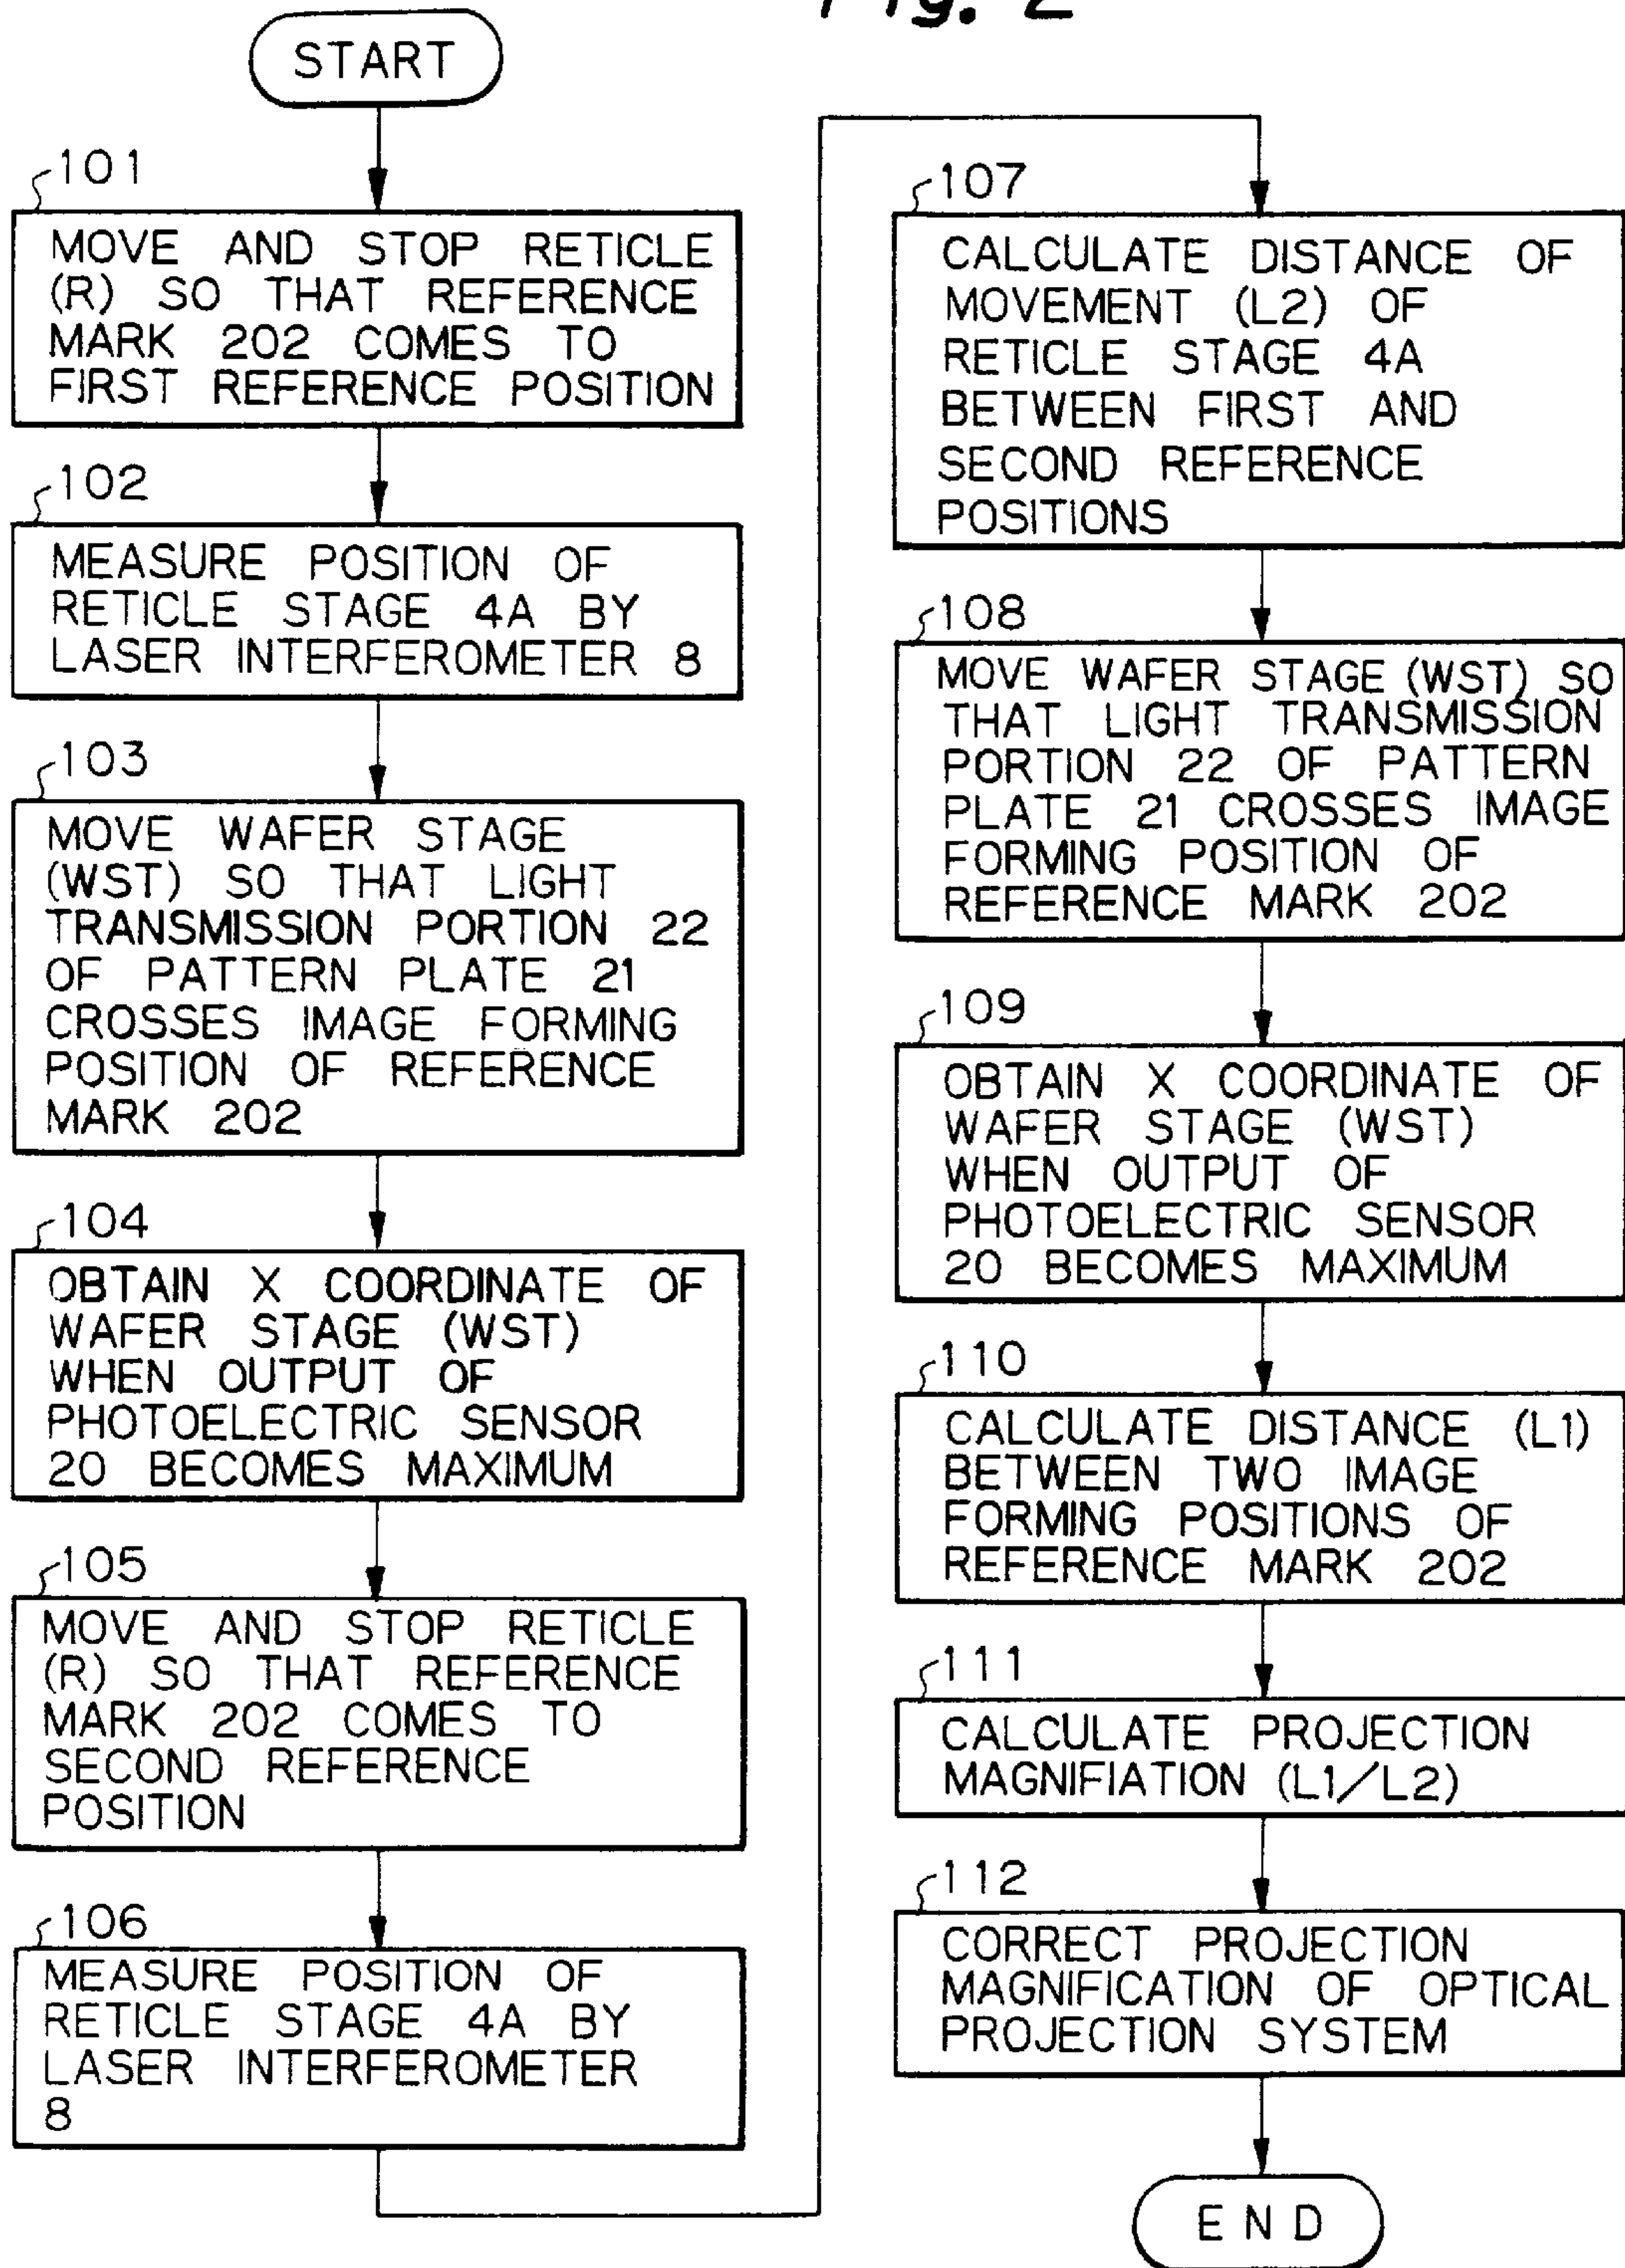 Fig. 2
START
101
MOVE AND STOP RETICLE
(R) SO THAT REFERENCE
MARK 202 COMES TO
FIRST REFERENCE POSITION
102
MEASURE POSITION OF
RETICLE STAGE 4A BY
LASER INTERFEROMETER 8
103
MOVE WAFER STAGE
(WST) SO THAT LIGHT
TRANSMISSION PORTION 22
OF PATTERN PLATE 21
CROSSES IMAGE FORMING
POSITION OF REFERENCE
MARK 202
104
OBTAIN X COORDINATE OF
WAFER STAGE (WST)
WHEN OUTPUT OF
PHOTOELECTRIC SENSOR
20 BECOMES MAXIMUM
105
MOVE AND STOP RETICLE
(R) SO THAT REFERENCE
MARK 202 COMES TO
SECOND REFERENCE
POSITION
106
MEASURE POSITION OF
RETICLE STAGE 4A BY
LASER INTERFEROMETER
8
107
CALCULATE DISTANCE OF
MOVEMENT (L2) OF
RETICLE STAGE 4A
BETWEEN FIRST AND
SECOND REFERENCE
POSITIONS
108
MOVE WAFER STAGE (WST) SO
THAT LIGHT TRANSMISSION
PORTION 22 OF PATTERN
PLATE 21 CROSSES IMAGE
FORMING POSITION OF
REFERENCE MARK 202
109
OBTAIN X COORDINATE OF
WAFER STAGE (WST)
WHEN OUTPUT OF
PHOTOELECTRIC SENSOR
20 BECOMES MAXIMUM
110
CALCULATE DISTANCE (L1)
BETWEEN TWO IMAGE
FORMING POSITIONS OF
REFERENCE MARK 202
111
CALCULATE PROJECTION
MAGNIFIATION (L1/L2)
112
CORRECT PROJECTION
MAGNIFICATION OF OPTICAL
PROJECTION SYSTEM
END